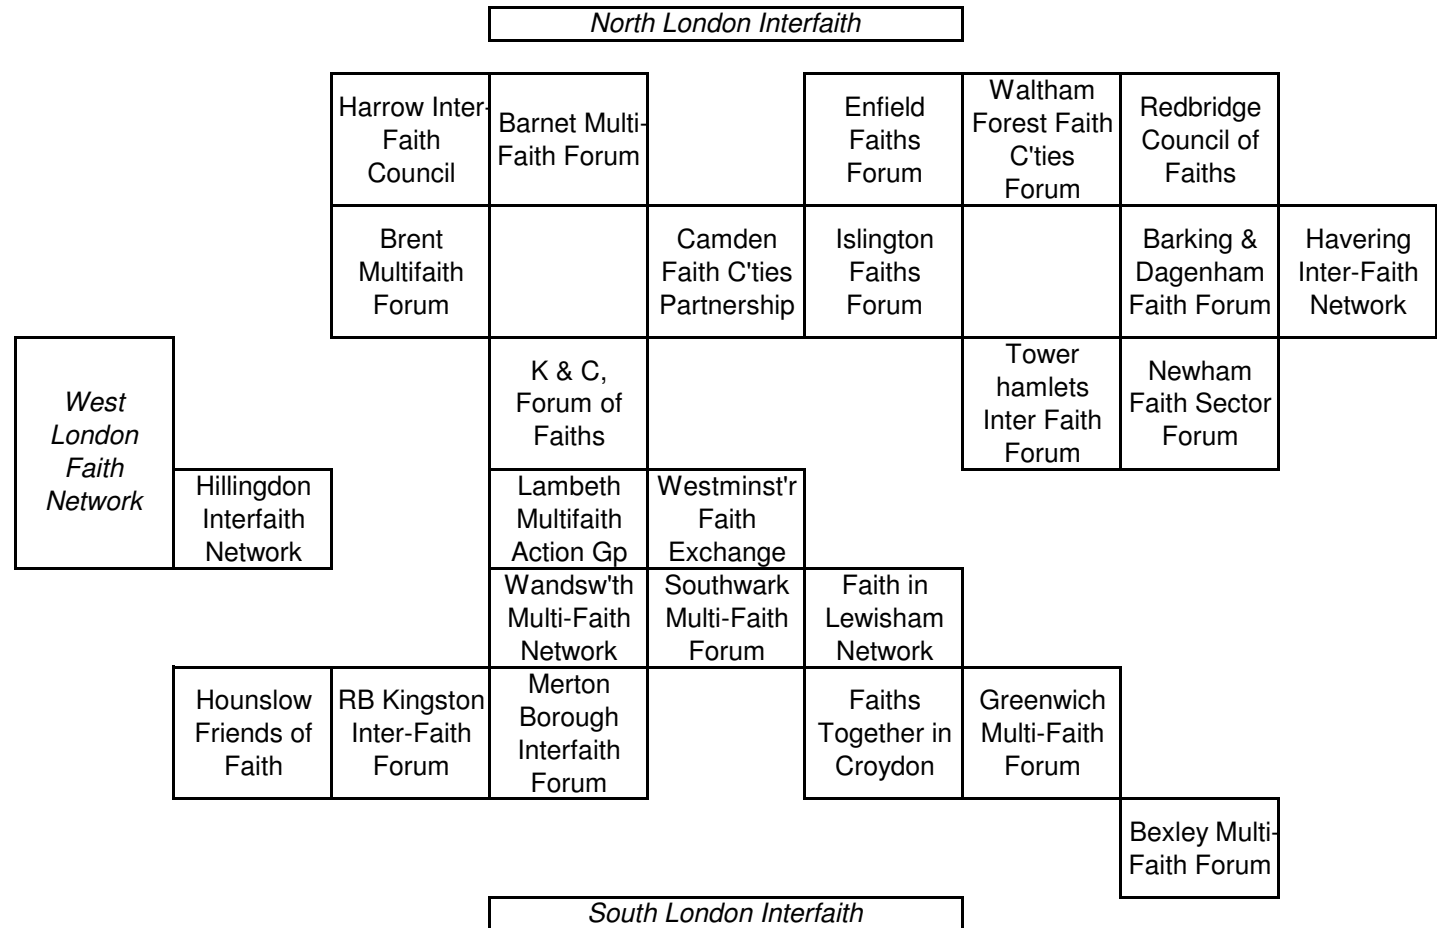 North London Interfaith
Harrow Inter-
Faith
Council
Barnet Multi-
Faith Forum
Enfield
Faiths
Forum
Waltham
Forest Faith
C'ties
Forum
Redbridge
Council of
Faiths
Brent
Multifaith
Forum
Camden
Faith C'ties
Partnership
Islington
Faiths
Forum
Barking &
Dagenham
Faith Forum
Havering
Inter-Faith
Network
West
London
Faith
Network
K & C,
Forum of
Faiths
Tower
hamlets
Inter Faith
Forum
Newham
Faith Sector
Forum
Hillingdon
Interfaith
Network
Lambeth
Multifaith
Action Gp
Westminst'r
Faith
Exchange
Wandsw'th
Multi-Faith
Network
Southwark
Multi-Faith
Forum
Faith in
Lewisham
Network
Hounslow
Friends of
Faith
RB Kingston
Inter-Faith
Forum
Merton
Borough
Interfaith
Forum
Faiths
Together in
Croydon
Greenwich
Multi-Faith
Forum
Bexley Multi-
Faith Forum
South London Interfaith